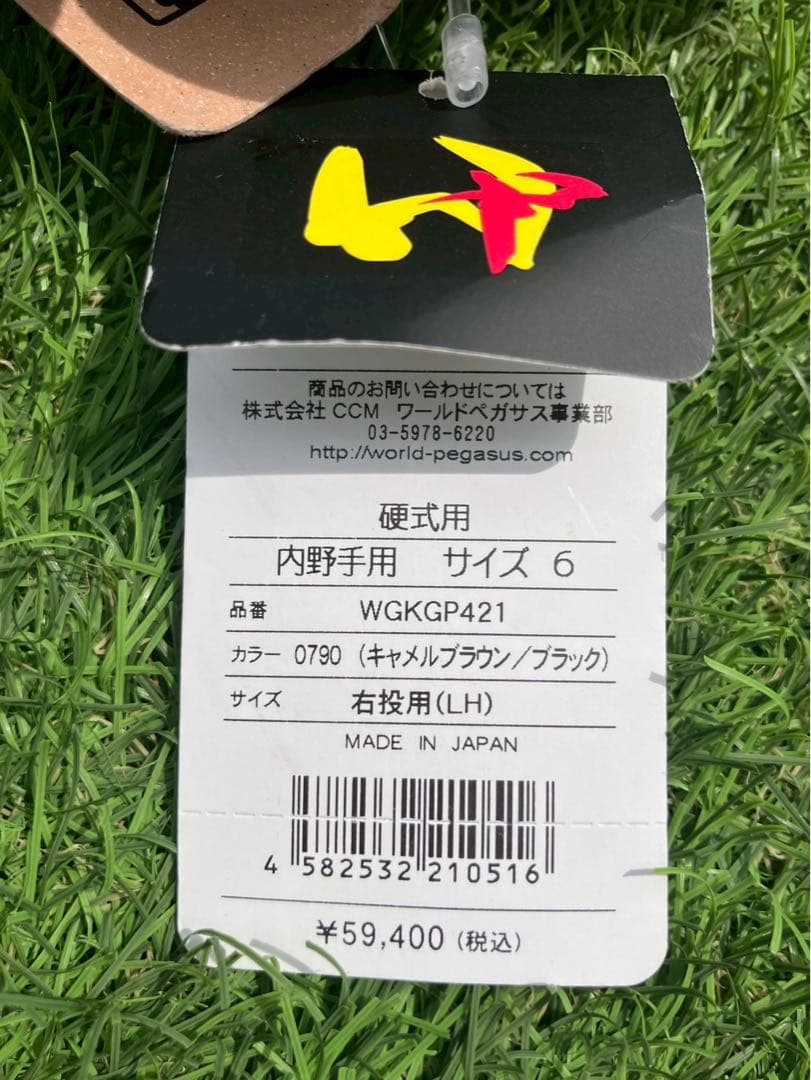 商品のお問い合わせについては
株式会社 CCM ワールドペガサス事業部
03-5978-6220
http://world-pegasus.com
硬式用
内野手用 サイズ 6
品番 WGKGP421
カラー 0790 (キャメルブラウン/ブラック)
サイズ 右投用(LH)
MADE IN JAPAN
4 582532 210516
¥59,400 (税込)